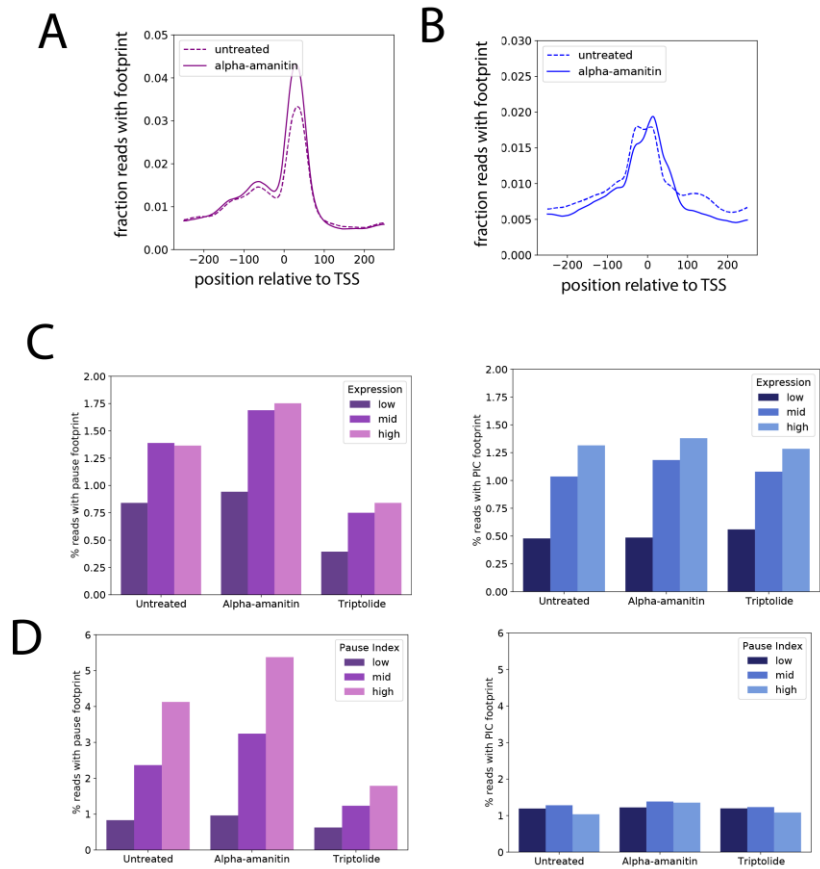 A
0.05
0.04
0.03
0.02
0.01
0.00
fraction reads with footprint
untreated
alpha-amanitin
−200
−100
0
100
200
position relative to TSS
B
0.030
0.025
0.020
0.015
0.010
0.005
0.000
fraction reads with footprint
untreated
alpha-amanitin
−200
−100
0
100
200
position relative to TSS
C
2.00
1.75
1.50
1.25
1.00
0.75
0.50
0.25
0.00
% reads with pause footprint
Expression
low
mid
high
Untreated
Alpha-amanitin
Triptolide
2.00
1.75
1.50
1.25
1.00
0.75
0.50
0.25
0.00
% reads with PIC footprint
Expression
low
mid
high
Untreated
Alpha-amanitin
Triptolide
D
6
5
4
3
2
1
0
% reads with pause footprint
Pause Index
low
mid
high
Untreated
Alpha-amanitin
Triptolide
6
5
4
3
2
1
0
% reads with PIC footprint
Pause Index
low
mid
high
Untreated
Alpha-amanitin
Triptolide